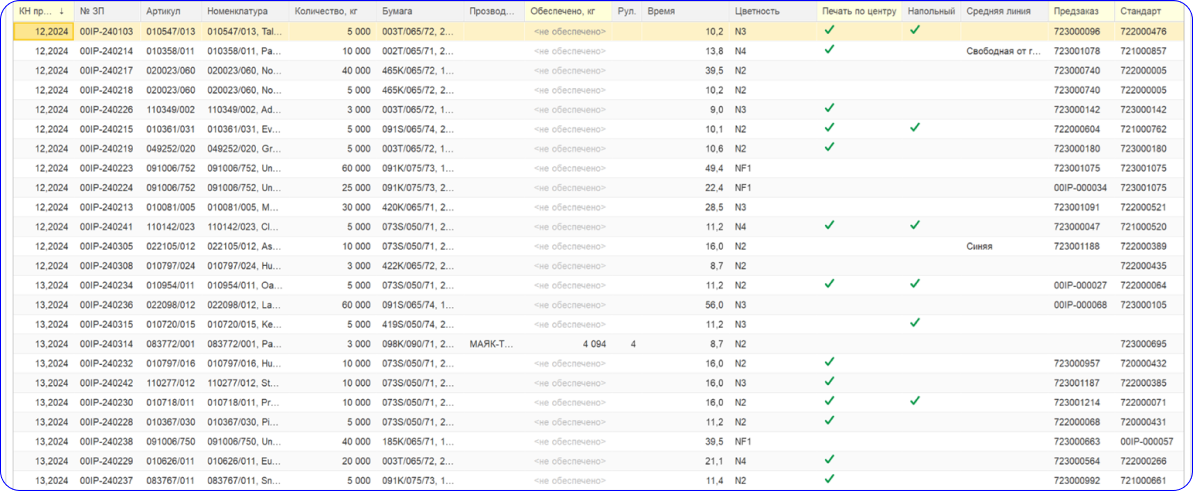 КН пр... ↓ № ЗП Артикул Номенклатура Количество, кг Бумага Прозвод... Обеспечено, кг Рул. Время Цветность Печать по центру Напольный Средняя линия Предзаказ Стандарт
12,2024 00IP-240103 010547/013 010547/013, Tal... 5 000 003T/065/72, 2... <не обеспечено> 10,2 N3 ✓ ✓ 723000096 722000476
12,2024 00IP-240214 010358/011 010358/011, Pa... 10 000 002T/065/71, 2... <не обеспечено> 13,8 N4 ✓ Свободная от г... 723001078 721000857
12,2024 00IP-240217 020023/060 020023/060, No... 40 000 465K/065/72, 1... <не обеспечено> 39,5 N2 723000740 722000005
12,2024 00IP-240218 020023/060 020023/060, No... 5 000 465K/065/72, 2... <не обеспечено> 10,2 N2 723000740 722000005
12,2024 00IP-240226 110349/002 110349/002, Ad... 3 000 003T/065/72, 1... <не обеспечено> 9,0 N3 ✓ 723000142 723000142
12,2024 00IP-240215 010361/031 010361/031, Ev... 5 000 091S/065/74, 2... <не обеспечено> 10,1 N2 ✓ ✓ 722000604 721000762
12,2024 00IP-240219 049252/020 049252/020, Gr... 5 000 003T/065/72, 1... <не обеспечено> 10,6 N2 ✓ 723000180 723000180
12,2024 00IP-240223 091006/752 091006/752, Un... 60 000 091K/075/73, 1... <не обеспечено> 49,4 NF1 723001075 723001075
12,2024 00IP-240224 091006/752 091006/752, Un... 25 000 091K/075/73, 2... <не обеспечено> 22,4 NF1 00IP-000034 723001075
12,2024 00IP-240213 010081/005 010081/005, M... 30 000 420K/065/71, 2... <не обеспечено> 28,5 N3 723001091 722000521
12,2024 00IP-240241 110142/023 110142/023, Cl... 5 000 073S/050/71, 2... <не обеспечено> 11,2 N4 ✓ ✓ 723000047 721000520
12,2024 00IP-240305 022105/012 022105/012, As... 10 000 073S/050/71, 2... <не обеспечено> 16,0 N2 Синяя 723001188 722000389
12,2024 00IP-240308 010797/024 010797/024, Hu... 3 000 422K/065/72, 2... <не обеспечено> 8,7 N2 722000435
13,2024 00IP-240234 010954/011 010954/011, Oa... 5 000 073S/050/71, 2... <не обеспечено> 11,2 N2 ✓ ✓ 00IP-000027 722000064
13,2024 00IP-240236 022098/012 022098/012, La... 60 000 091S/065/74, 1... <не обеспечено> 56,0 N3 00IP-000068 723000105
13,2024 00IP-240315 010720/015 010720/015, Ke... 5 000 419S/050/74, 2... <не обеспечено> 11,2 N3 ✓
13,2024 00IP-240314 083772/001 083772/001, Pa... 3 000 098K/090/71, 2... МАЯК-Т... 4 094 4 8,7 N2 723000695
13,2024 00IP-240232 010797/016 010797/016, Hu... 10 000 073S/050/71, 2... <не обеспечено> 16,0 N2 ✓ 723000957 720000432
13,2024 00IP-240242 110277/012 110277/012, St... 10 000 073S/050/71, 2... <не обеспечено> 16,0 N3 ✓ 723001187 722000385
13,2024 00IP-240230 010718/011 010718/011, Pr... 10 000 073S/050/71, 2... <не обеспечено> 16,0 N2 ✓ ✓ 723001214 722000071
13,2024 00IP-240228 010367/030 010367/030, Pi... 5 000 073S/050/71, 2... <не обеспечено> 11,2 N2 ✓ 722000068 720000431
13,2024 00IP-240238 091006/750 091006/750, Un... 40 000 185K/065/71, 1... <не обеспечено> 39,5 NF1 723000663 00IP-000057
13,2024 00IP-240229 010626/011 010626/011, Eu... 20 000 003T/065/72, 2... <не обеспечено> 21,1 N4 ✓ 723000564 722000266
13,2024 00IP-240237 083767/011 083767/011, Sn... 5 000 091K/075/73, 1... <не обеспечено> 11,4 N2 ✓ 723000992 721000661